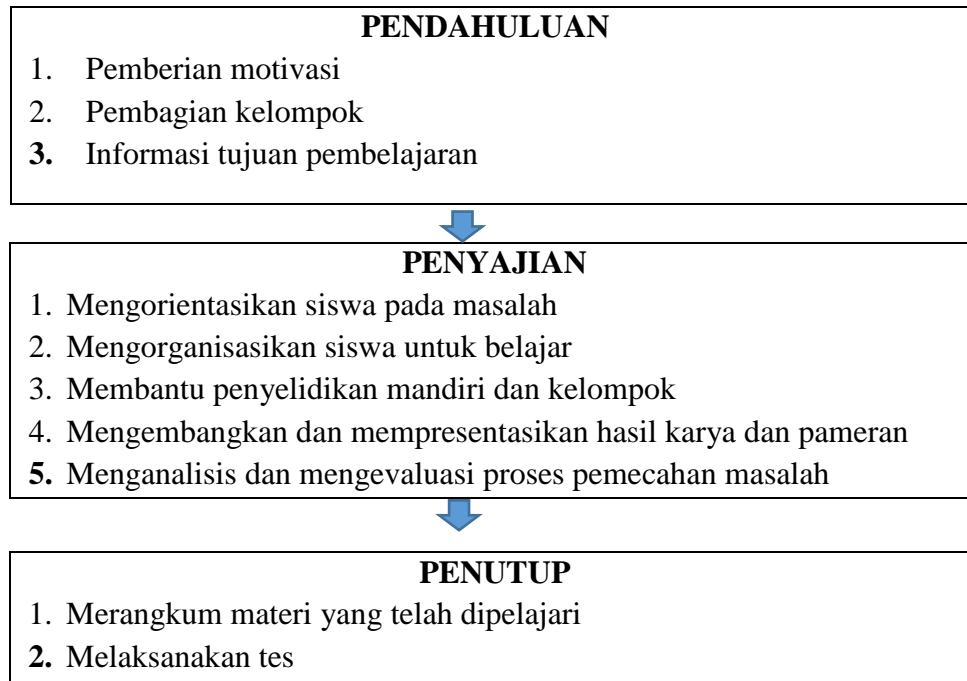 PENDAHULUAN
1. Pemberian motivasi
2. Pembagian kelompok
3. Informasi tujuan pembelajaran
PENYAJIAN
1. Mengorientasikan siswa pada masalah
2. Mengorganisasikan siswa untuk belajar
3. Membantu penyelidikan mandiri dan kelompok
4. Mengembangkan dan mempresentasikan hasil karya dan pameran
5. Menganalisis dan mengevaluasi proses pemecahan masalah
PENUTUP
1. Merangkum materi yang telah dipelajari
2. Melaksanakan tes